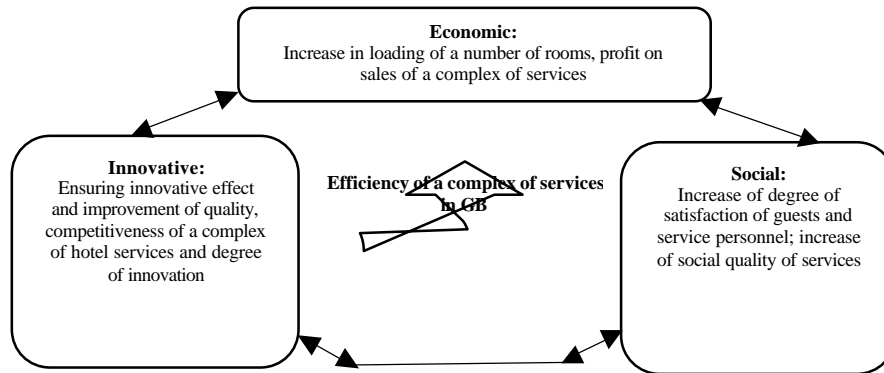 Economic:
Increase in loading of a number of rooms, profit on
sales of a complex of services
Innovative:
Ensuring innovative effect
and improvement of quality,
competitiveness of a complex
of hotel services and degree
of innovation
Efficiency of a complex of services
in GB
Social:
Increase of degree of
satisfaction of guests and
service personnel; increase
of social quality of services